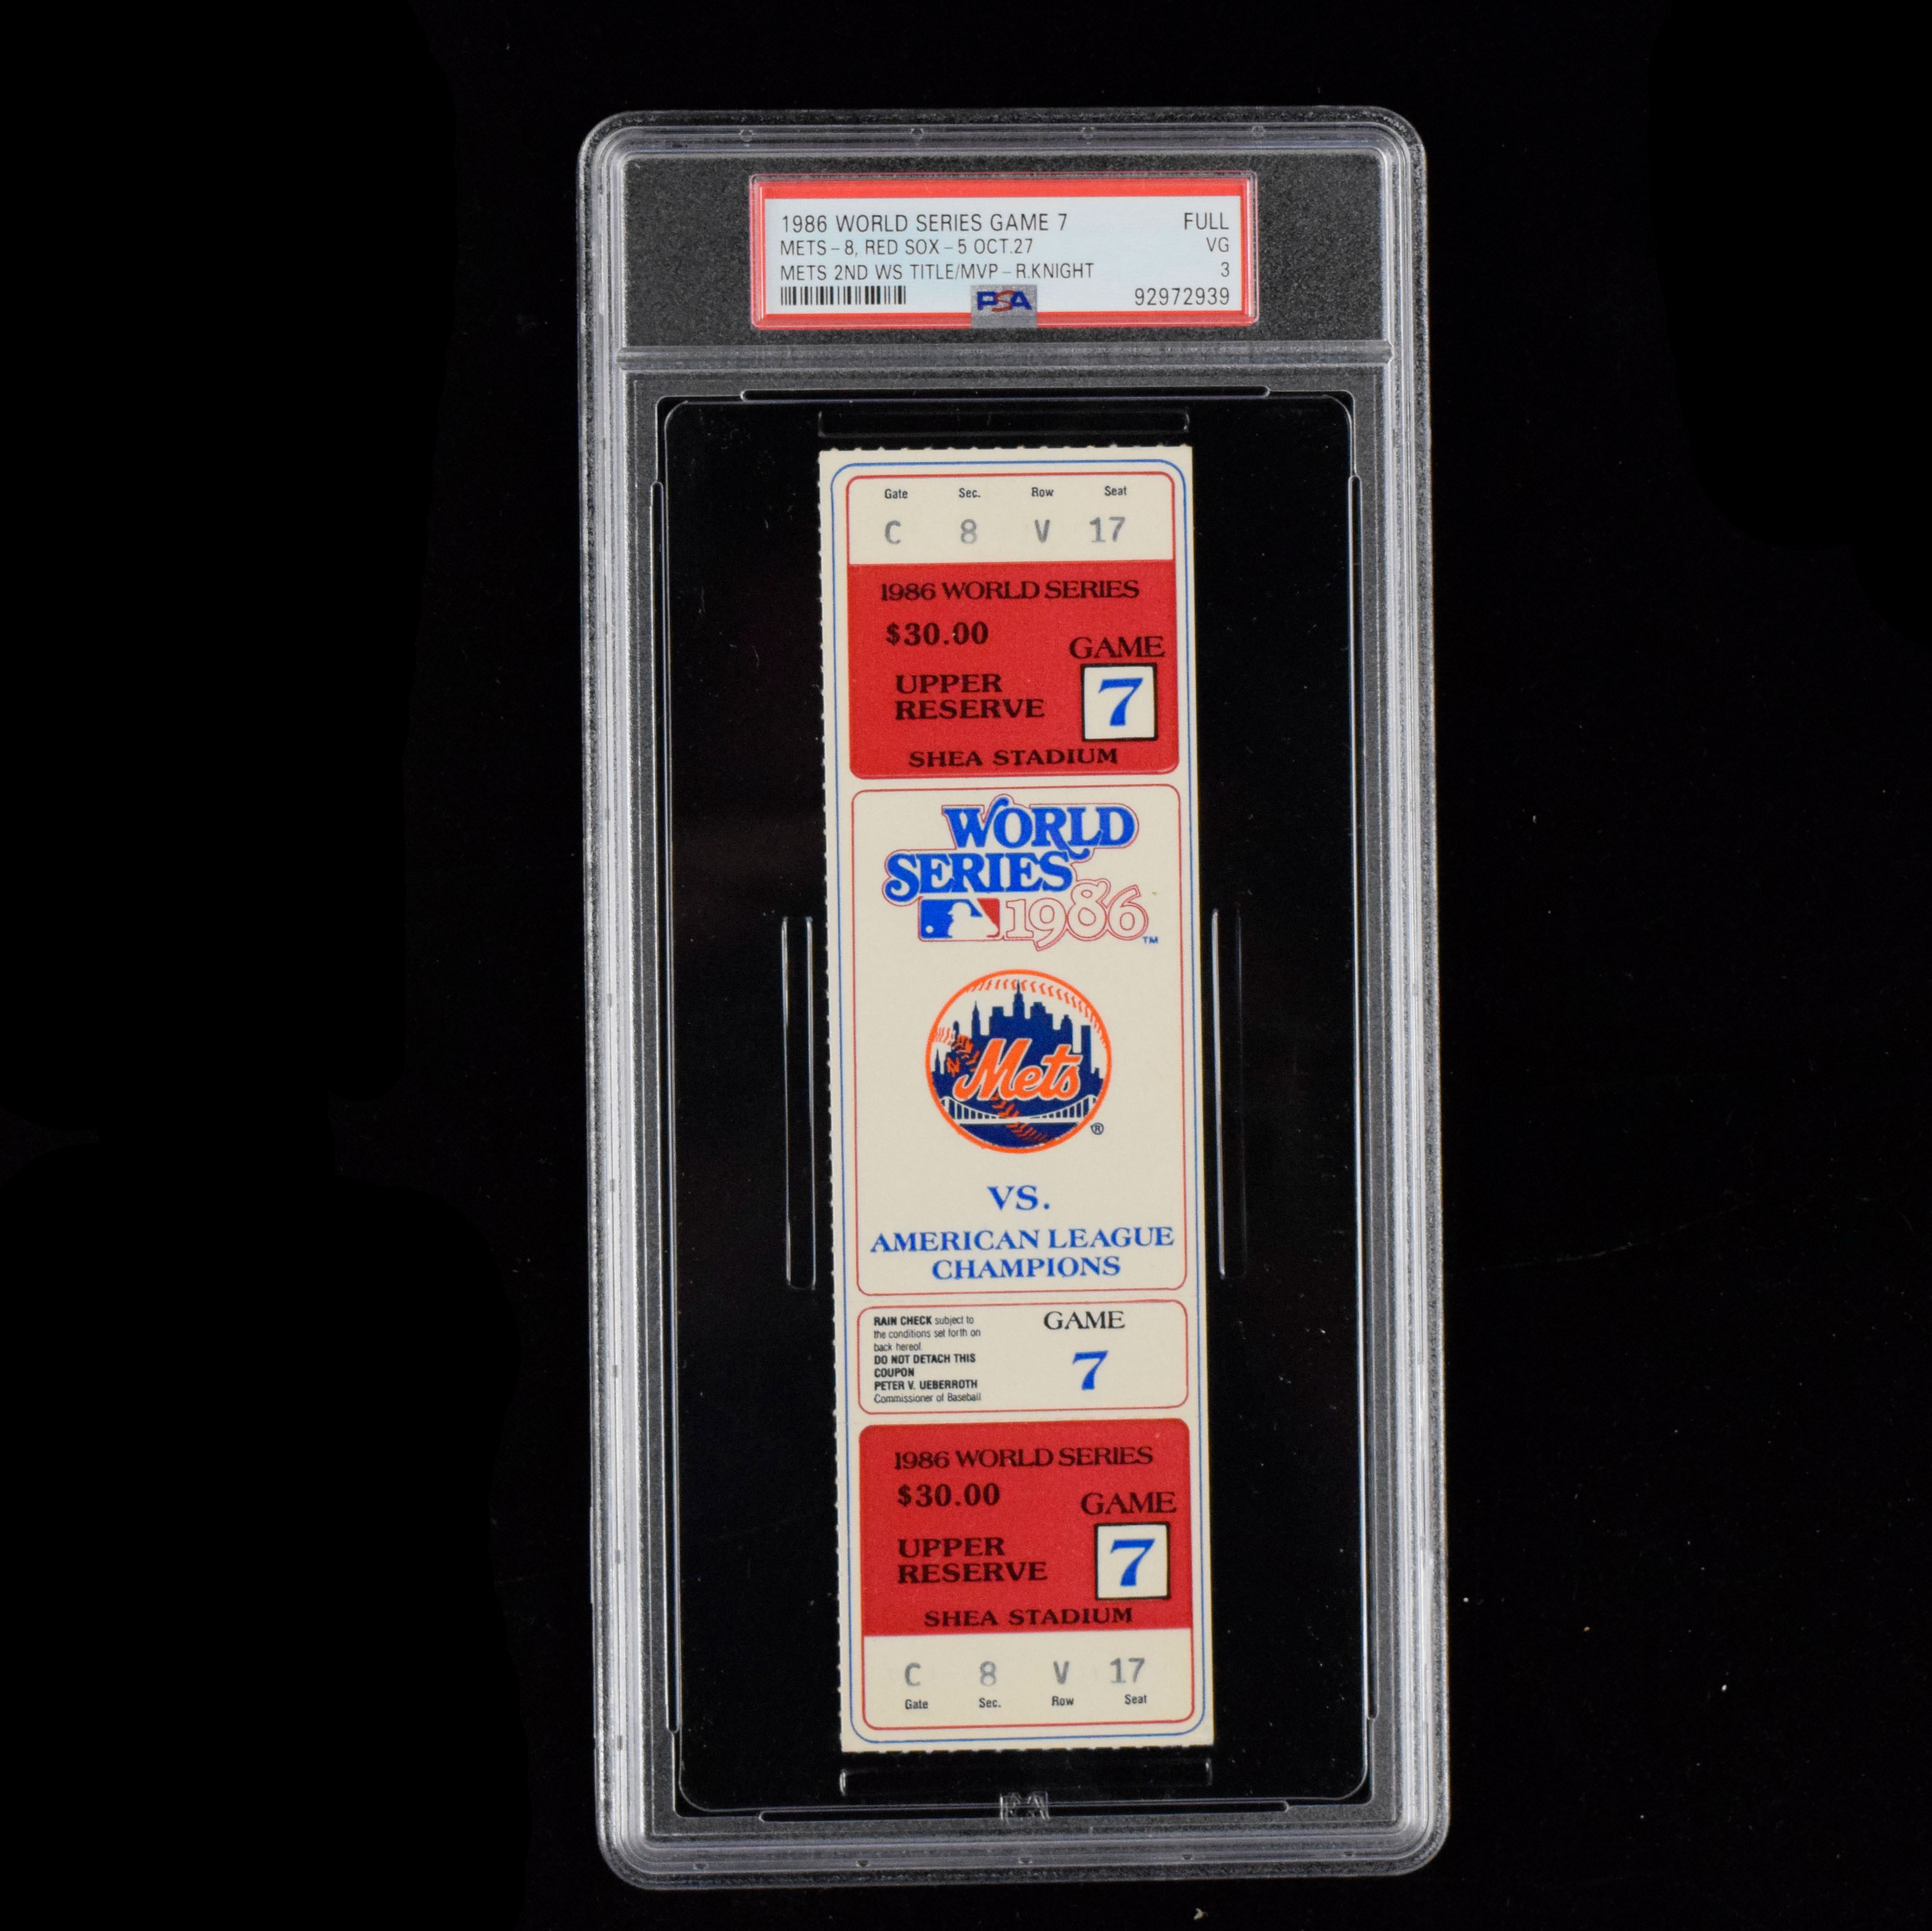 1986 WORLD SERIES GAME 7 FULL
METS-8, RED SOX-5 OCT.27 VG
METS 2ND WS TITLE/MVP-R.KNIGHT 3
PSA 92972939
Gate Sec. Row Seat
C 8 V 17
1986 WORLD SERIES
$30.00
GAME
UPPER
RESERVE
7
SHEA STADIUM
WORLD
SERIES
1986
TM
Mets
®
VS.
AMERICAN LEAGUE
CHAMPIONS
RAIN CHECK subject to
the conditions set forth on
back hereof
DO NOT DETACH THIS
COUPON
PETER V. UEBERROTH
Commissioner of Baseball
GAME
7
1986 WORLD SERIES
$30.00
GAME
UPPER
RESERVE
7
SHEA STADIUM
C 8 V 17
Gate Sec. Row Seat
PSA